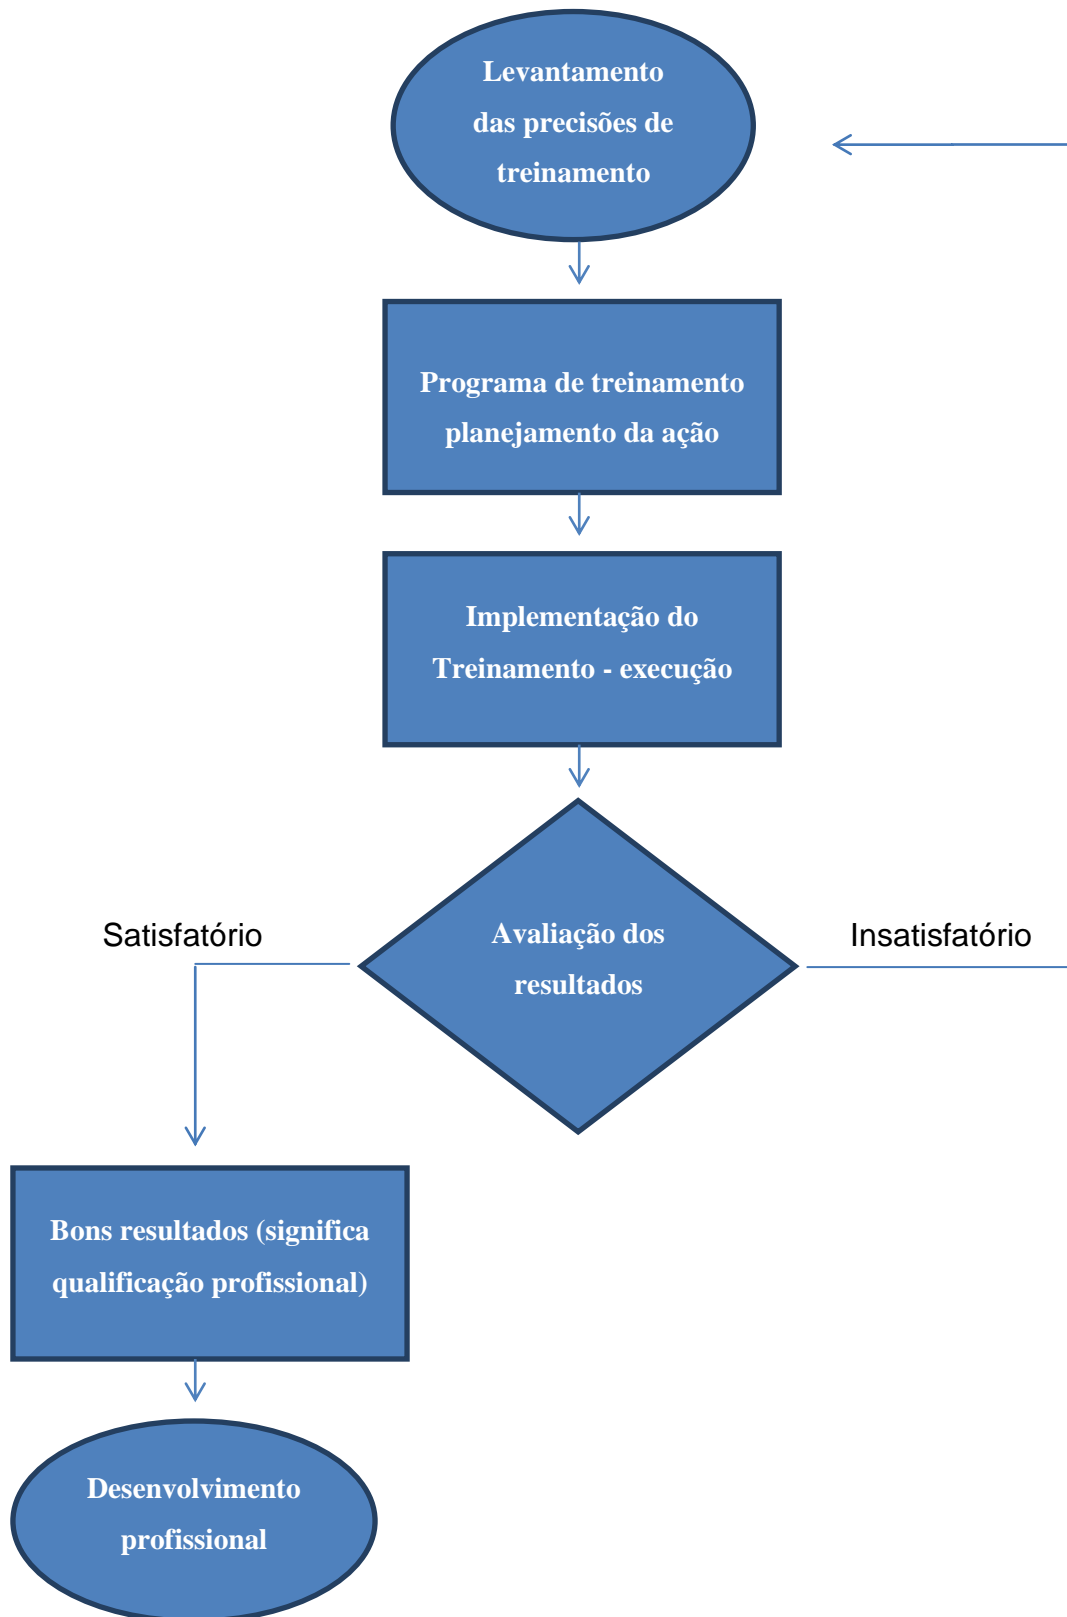 Levantamento
das precisões de
treinamento
Programa de treinamento
planejamento da ação
Implementação do
Treinamento - execução
Satisfatório
Avaliação dos
resultados
Insatisfatório
Bons resultados (significa
qualificação profissional)
Desenvolvimento
profissional